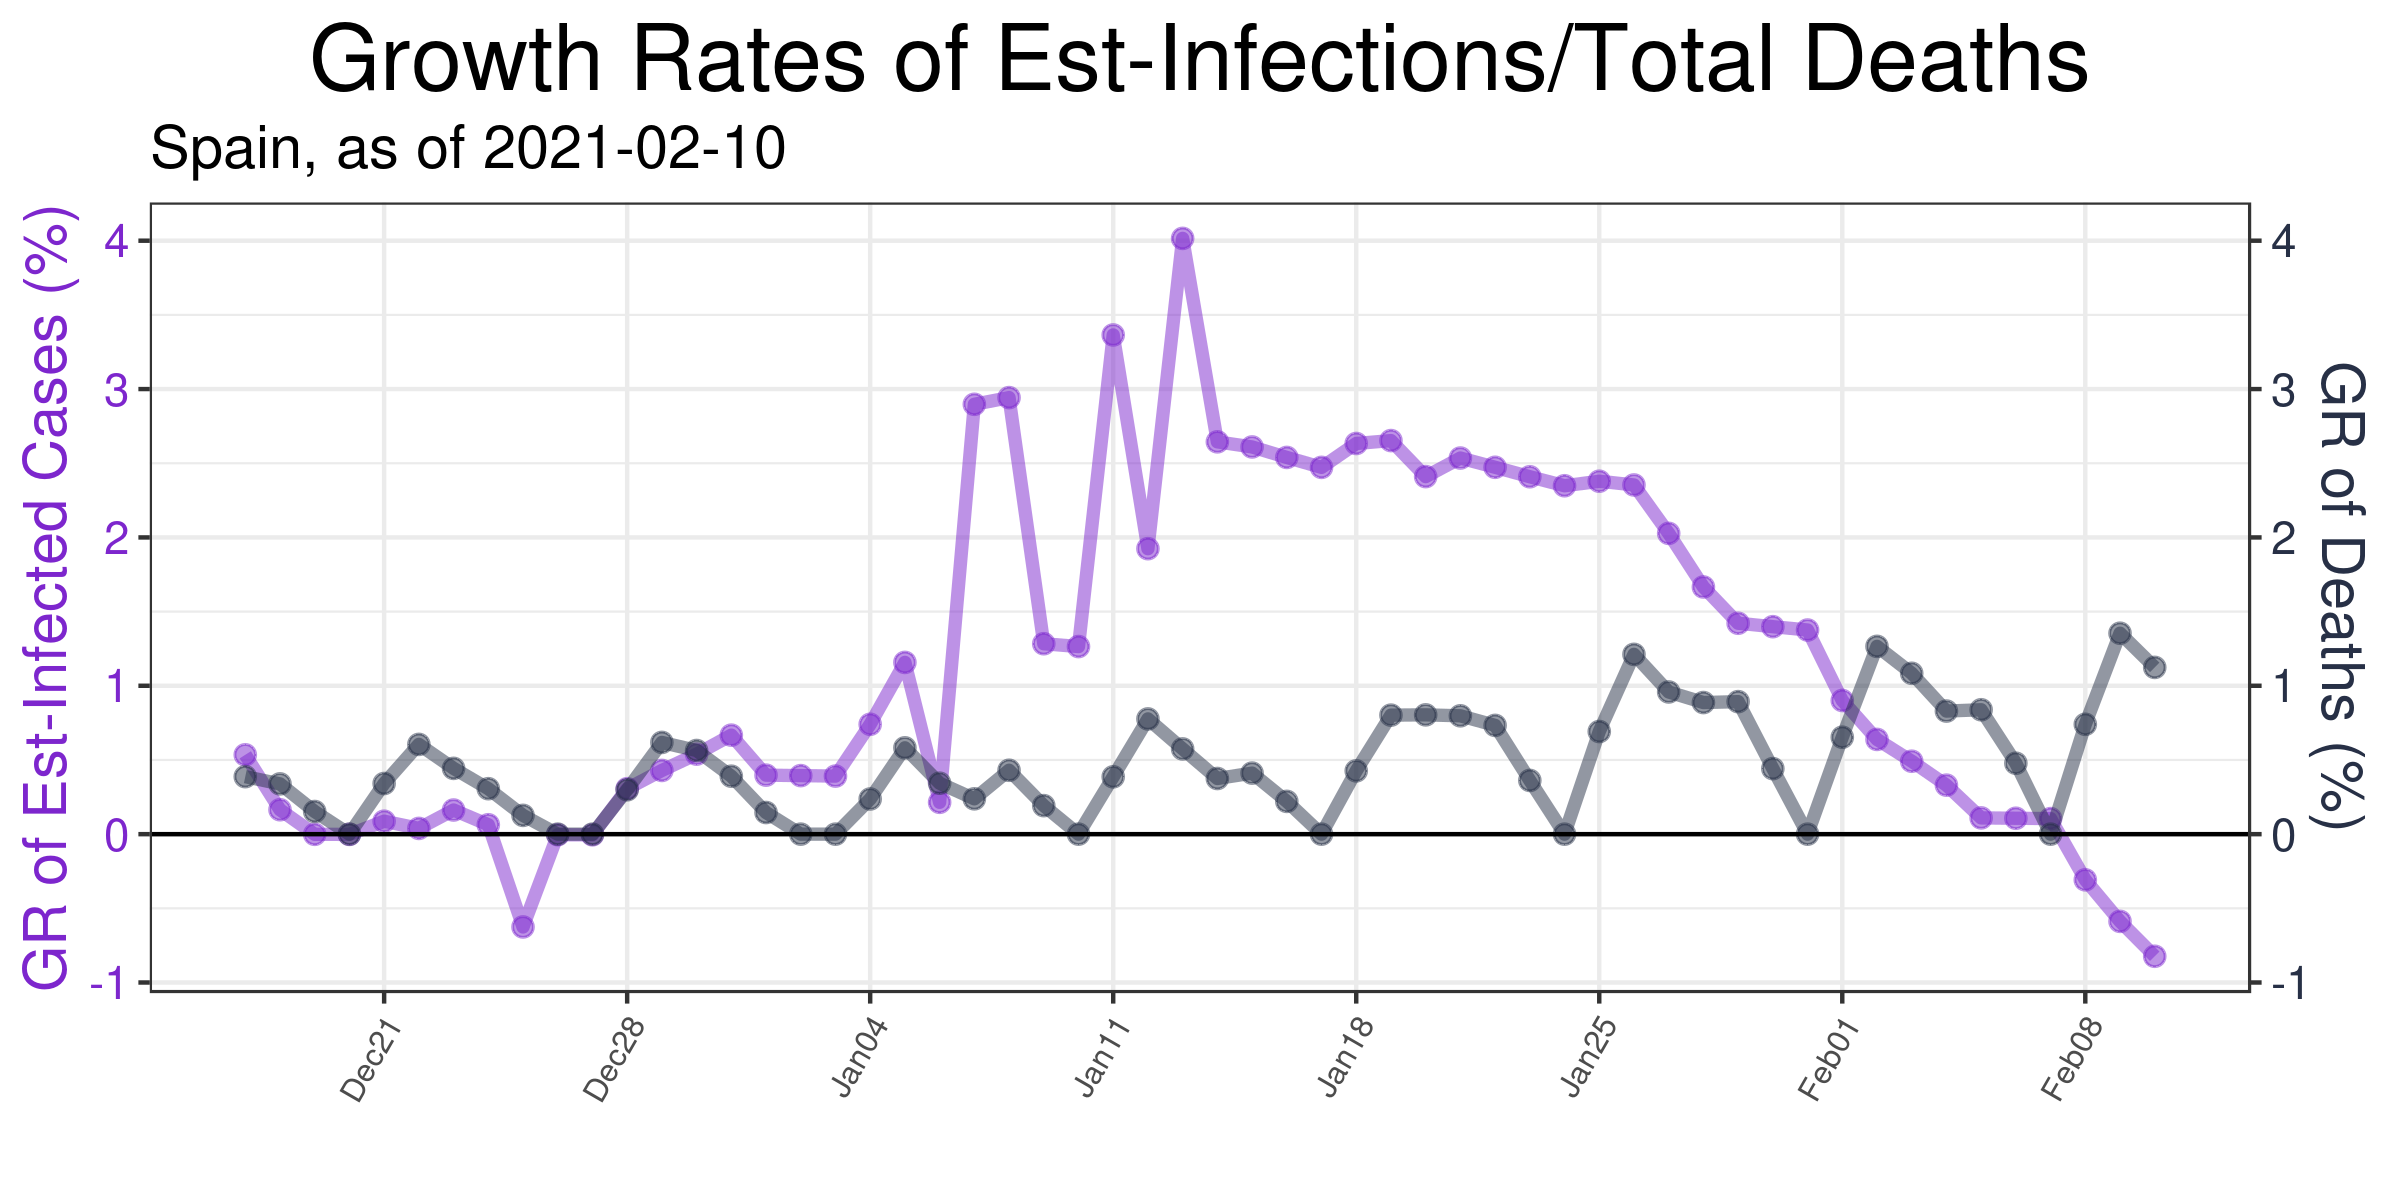 Growth Rates of Est-Infections/Total Deaths
Spain, as of 2021-02-10
GR of Est-Infected Cases (%)
4
3
2
1
0
-1
4
3
2
1
0
-1
GR of Deaths (%)
Dec21
Dec28
Jan04
Jan11
Jan18
Jan25
Feb01
Feb08